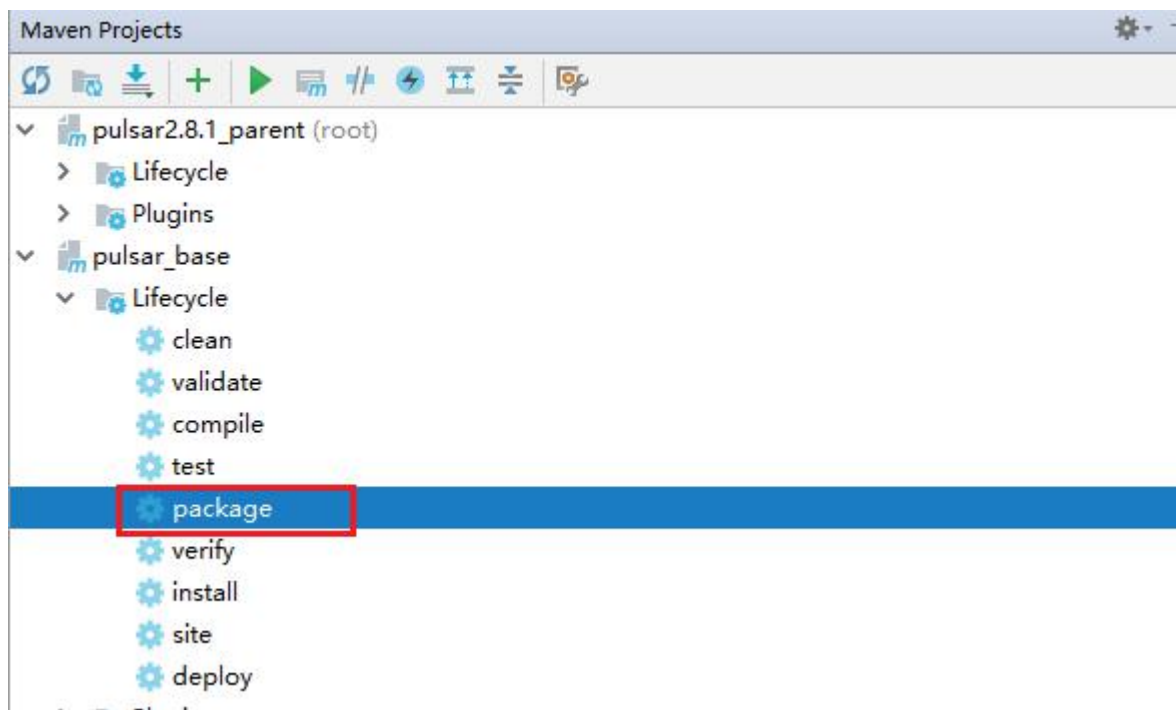 Maven Projects
pulsar2.8.1_parent (root)
Lifecycle
Plugins
pulsar_base
Lifecycle
clean
validate
compile
test
package
verify
install
site
deploy